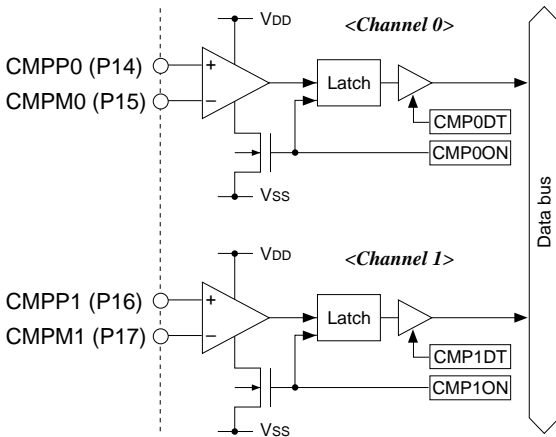 VDD
<Channel 0>
CMPP0 (P14)
+
Latch
CMPM0 (P15)
−
CMP0DT
CMP0ON
VSS
Data bus
VDD
<Channel 1>
CMPP1 (P16)
+
Latch
CMPM1 (P17)
−
CMP1DT
CMP1ON
VSS